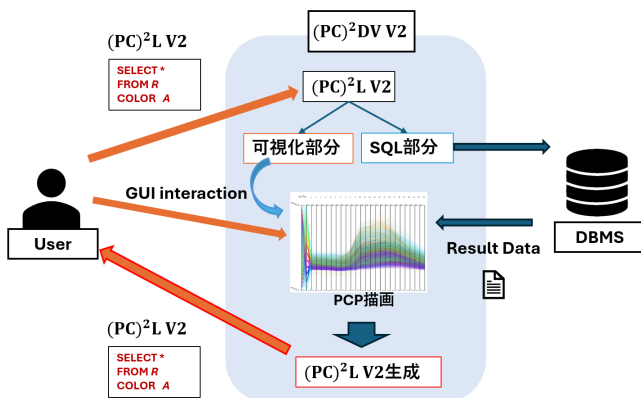 (PC)²DV V2
(PC)²L V2
SELECT *
FROM R
COLOR A
(PC)²L V2
可視化部分
SQL部分
GUI interaction
User
Result Data
DBMS
PCP描画
(PC)²L V2
SELECT *
FROM R
COLOR A
(PC)²L V2生成